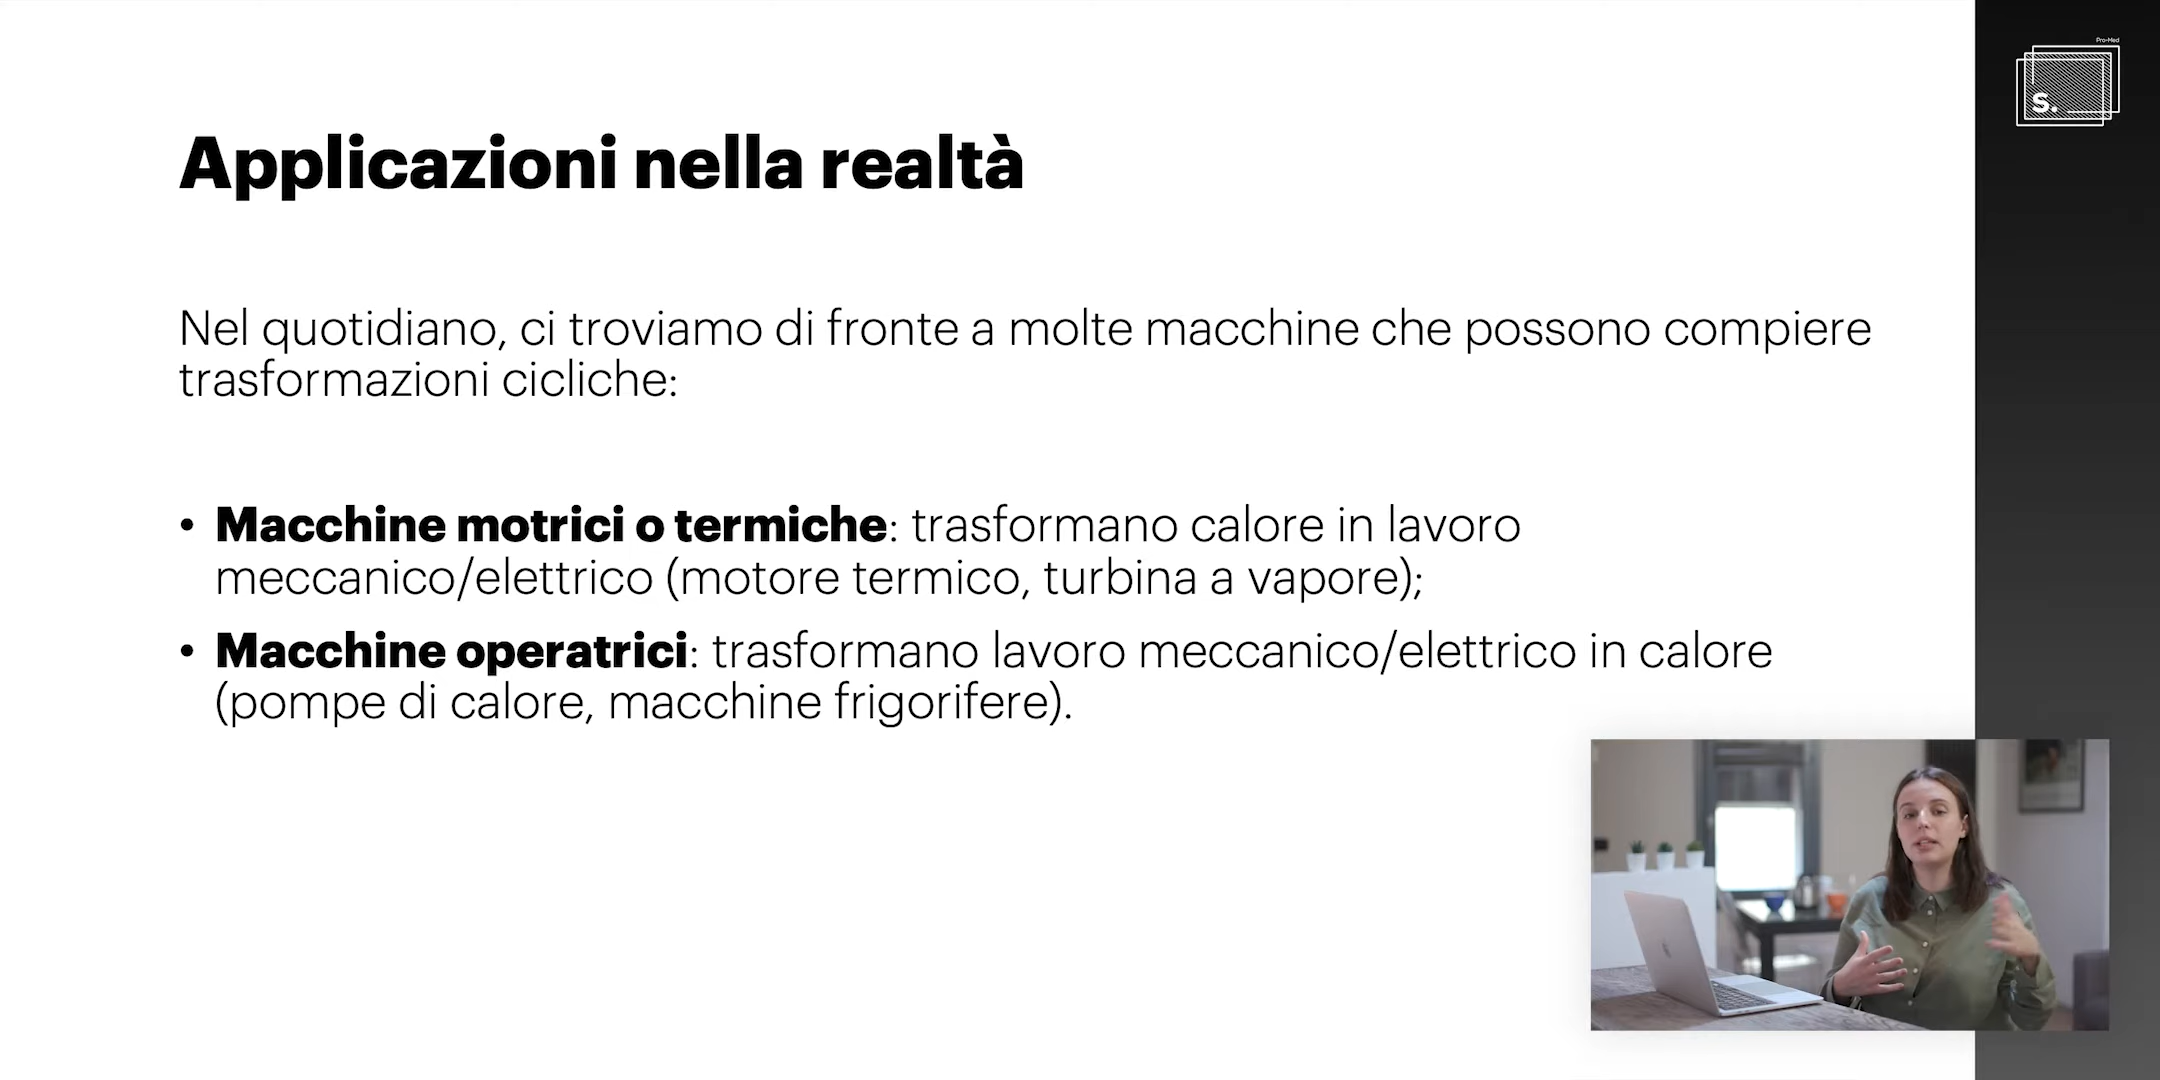 Pro-Med
s.
Applicazioni nella realtà
Nel quotidiano, ci troviamo di fronte a molte macchine che possono compiere
trasformazioni cicliche:
• Macchine motrici o termiche: trasformano calore in lavoro
meccanico/elettrico (motore termico, turbina a vapore);
• Macchine operatrici: trasformano lavoro meccanico/elettrico in calore
(pompe di calore, macchine frigorifere).